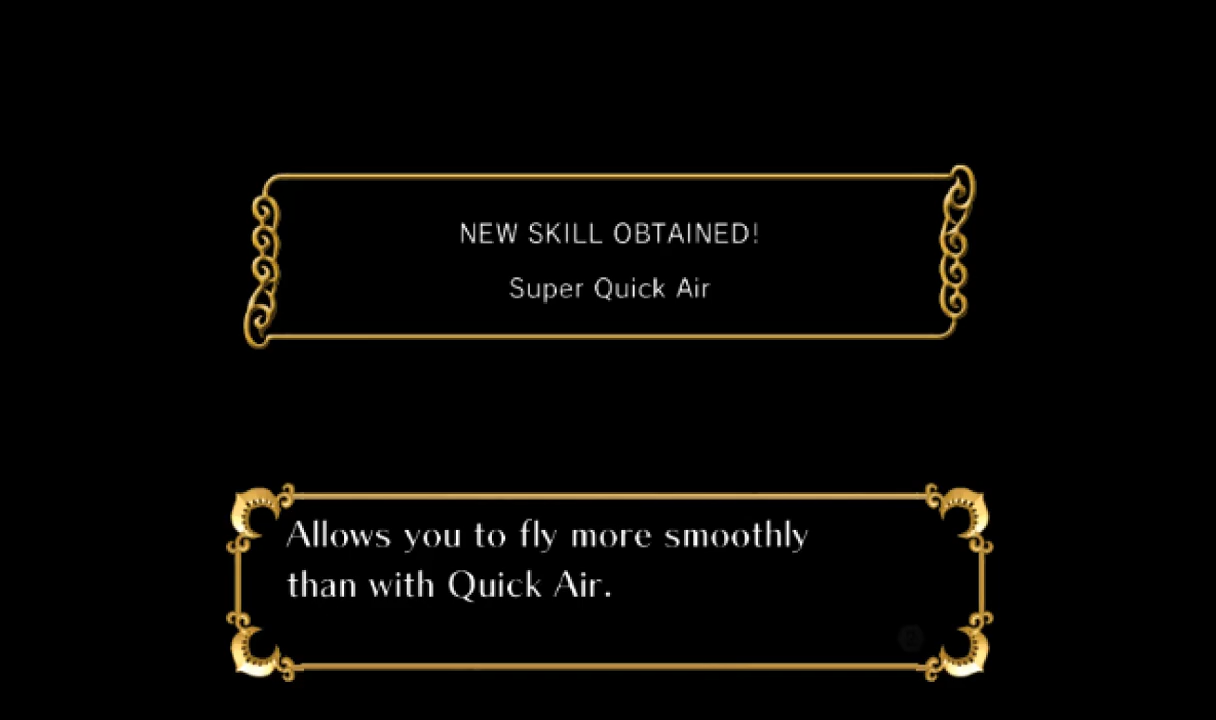 NEW SKILL OBTAINED!
Super Quick Air
Allows you to fly more smoothly
than with Quick Air.